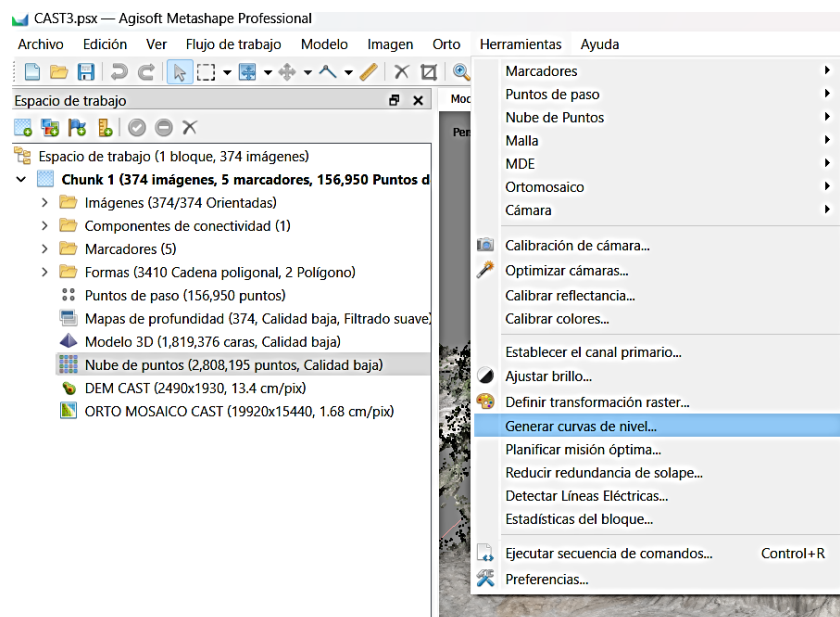 CAST3.psx — Agisoft Metashape Professional
Archivo Edición Ver Flujo de trabajo Modelo Imagen Orto Herramientas Ayuda
Espacio de trabajo
Espacio de trabajo (1 bloque, 374 imágenes)
Chunk 1 (374 imágenes, 5 marcadores, 156,950 Puntos d
Imágenes (374/374 Orientadas)
Componentes de conectividad (1)
Marcadores (5)
Formas (3410 Cadena poligonal, 2 Polígono)
Puntos de paso (156,950 puntos)
Mapas de profundidad (374, Calidad baja, Filtrado suave)
Modelo 3D (1,819,376 caras, Calidad baja)
Nube de puntos (2,808,195 puntos, Calidad baja)
DEM CAST (2490x1930, 13.4 cm/pix)
ORTO MOSAICO CAST (19920x15440, 1.68 cm/pix)
Mod
Per
Marcadores
Puntos de paso
Nube de Puntos
Malla
MDE
Ortomosaico
Cámara
Calibración de cámara...
Optimizar cámaras...
Calibrar reflectancia...
Calibrar colores...
Establecer el canal primario...
Ajustar brillo...
Definir transformación raster...
Generar curvas de nivel...
Planificar misión óptima...
Reducir redundancia de solape...
Detectar Líneas Eléctricas...
Estadísticas del bloque...
Ejecutar secuencia de comandos... Control+R
Preferencias...